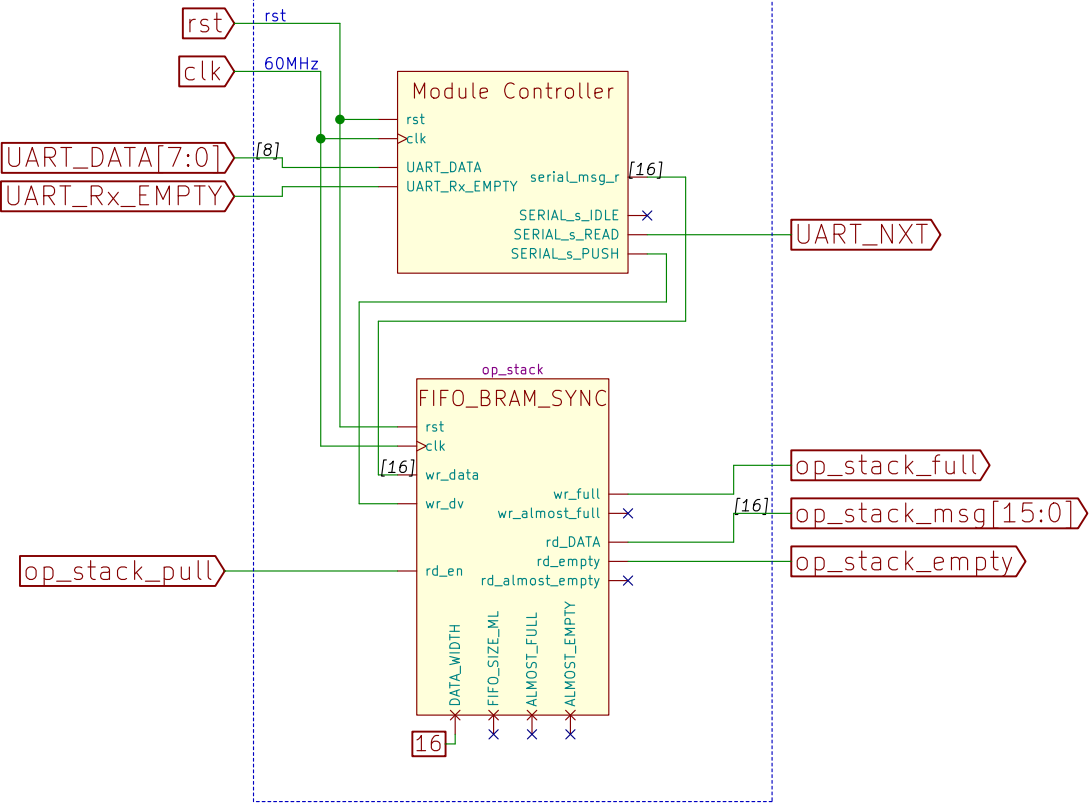 rst
rst
clk
60MHz
Module Controller
rst
clk
UART_DATA[7:0]
[8]
UART_DATA
UART_Rx_EMPTY
UART_Rx_EMPTY
serial_msg_r
[16]
SERIAL_s_IDLE
SERIAL_s_READ
SERIAL_s_PUSH
UART_NXT
op_stack
FIFO_BRAM_SYNC
rst
clk
[16]
wr_data
wr_dv
op_stack_pull
rd_en
wr_full
wr_almost_full
rd_DATA
rd_empty
rd_almost_empty
op_stack_full
[16]
op_stack_msg[15:0]
op_stack_empty
DATA_WIDTH
FIFO_SIZE_ML
ALMOST_FULL
ALMOST_EMPTY
16